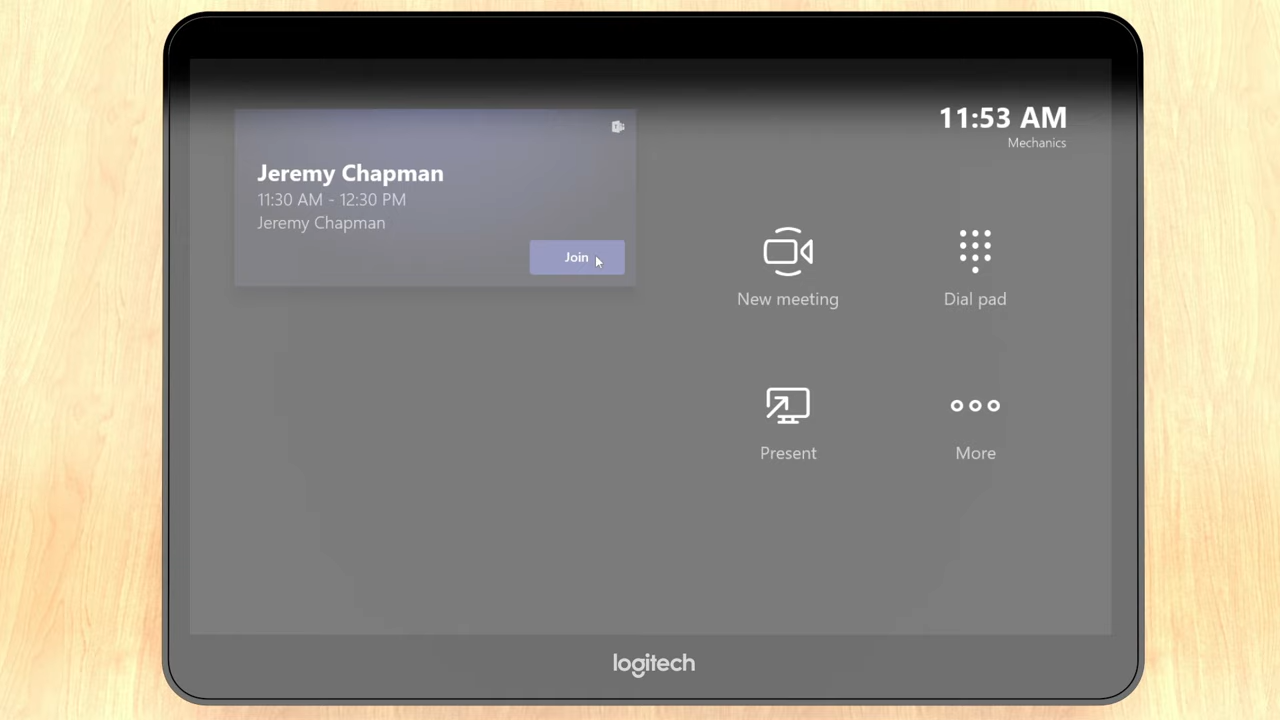 Jeremy Chapman
11:30 AM - 12:30 PM
Jeremy Chapman
Join
11:53 AM
Mechanics
New meeting
Dial pad
Present
More
logitech